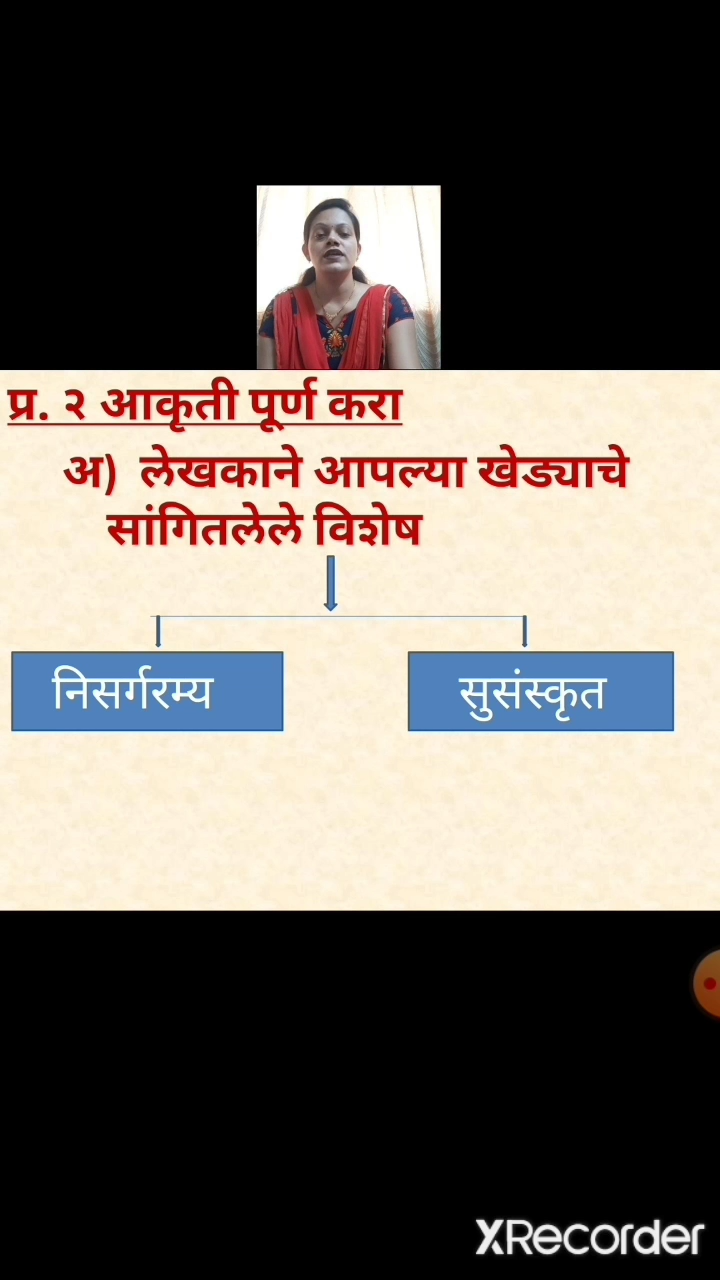 प्र. २ आकृती पूर्ण करा
अ) लेखकाने आपल्या खेड्याचे
सांगितलेले विशेष
निसर्गरम्य
सुसंस्कृत
XRecorder